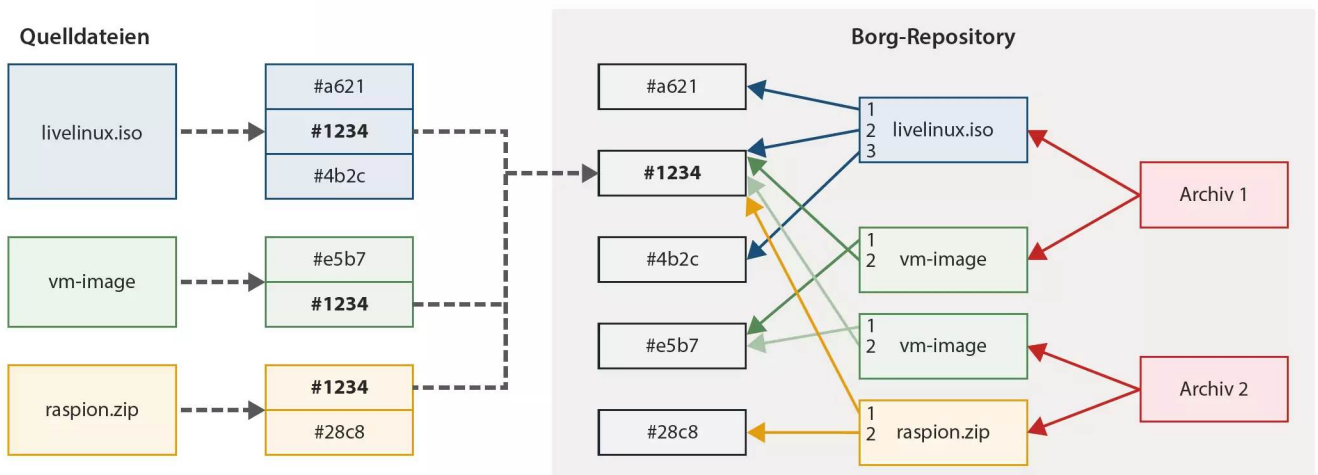 Quelldateien
livelinux.iso
#a621
#1234
#4b2c
vm-image
#e5b7
#1234
raspion.zip
#1234
#28c8
Borg-Repository
#a621
#1234
#4b2c
#e5b7
#28c8
1
2
3
livelinux.iso
1
2
vm-image
1
2
vm-image
1
2
raspion.zip
Archiv 1
Archiv 2